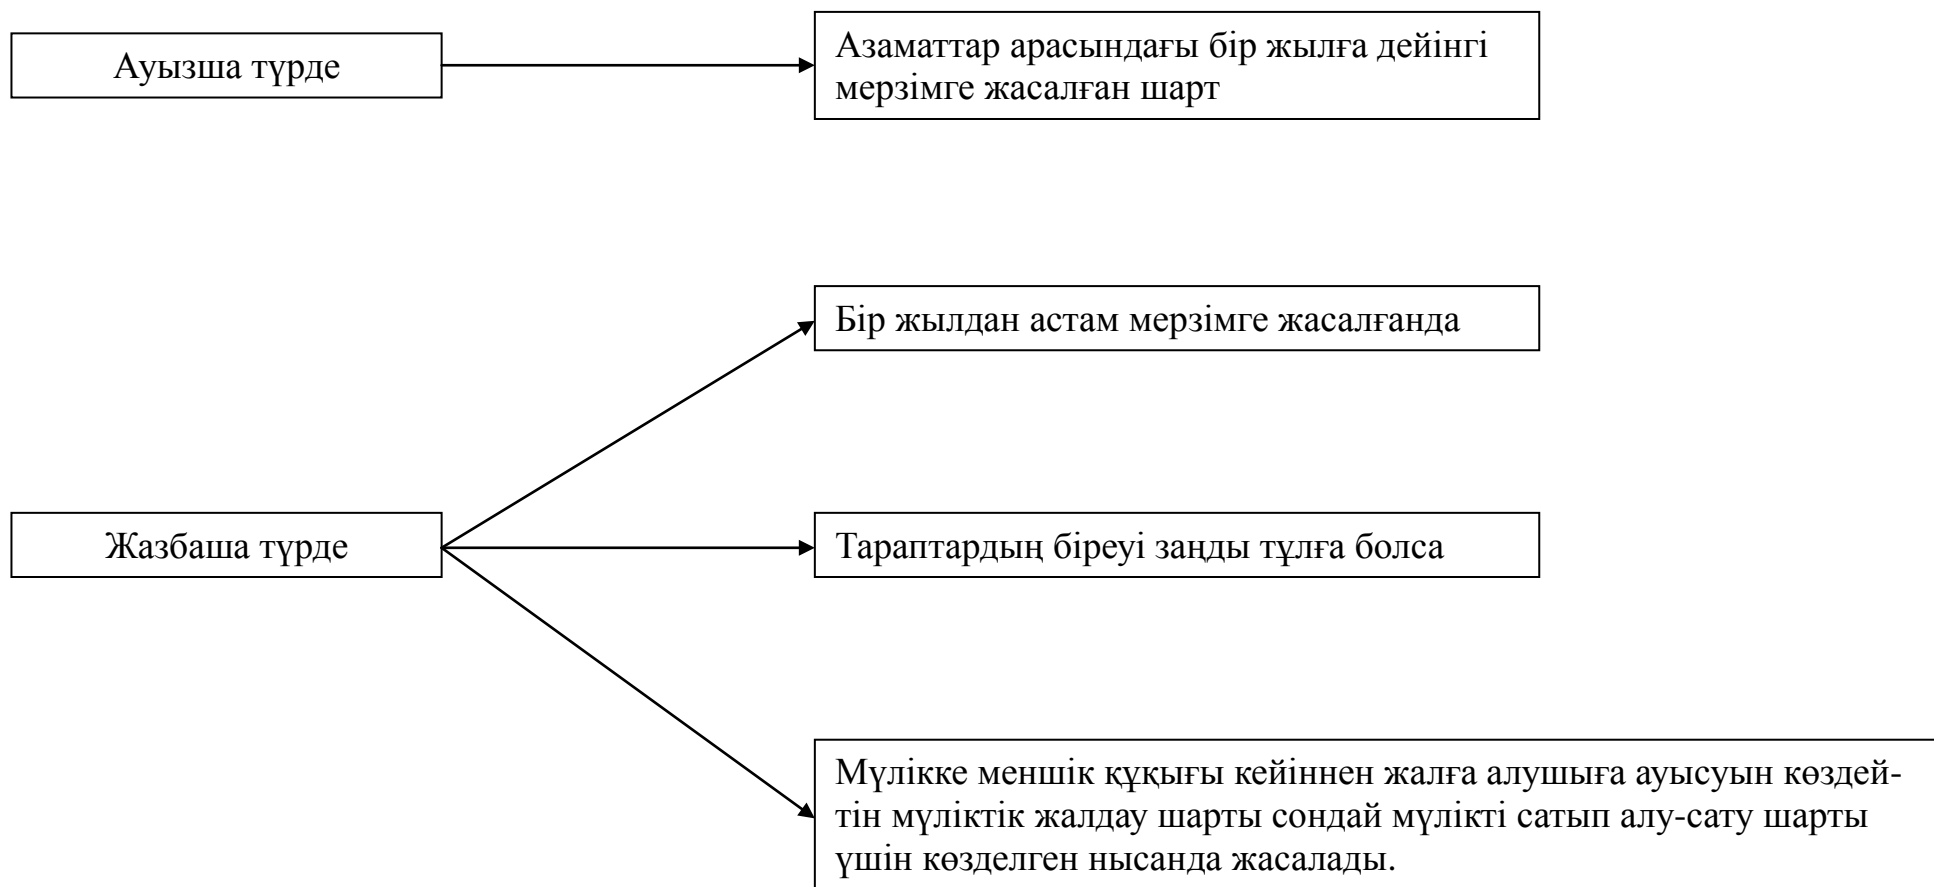 Ауызша түрде
Азаматтар арасындағы бір жылға дейінгі
мерзімге жасалған шарт
Бір жылдан астам мерзімге жасалғанда
Жазбаша түрде
Тараптардың біреуі заңды тұлға болса
Мүлікке меншік құқығы кейіннен жалға алушыға ауысуын көздей-
тін мүліктік жалдау шарты сондай мүлікті сатып алу-сату шарты
үшін көзделген нысанда жасалады.